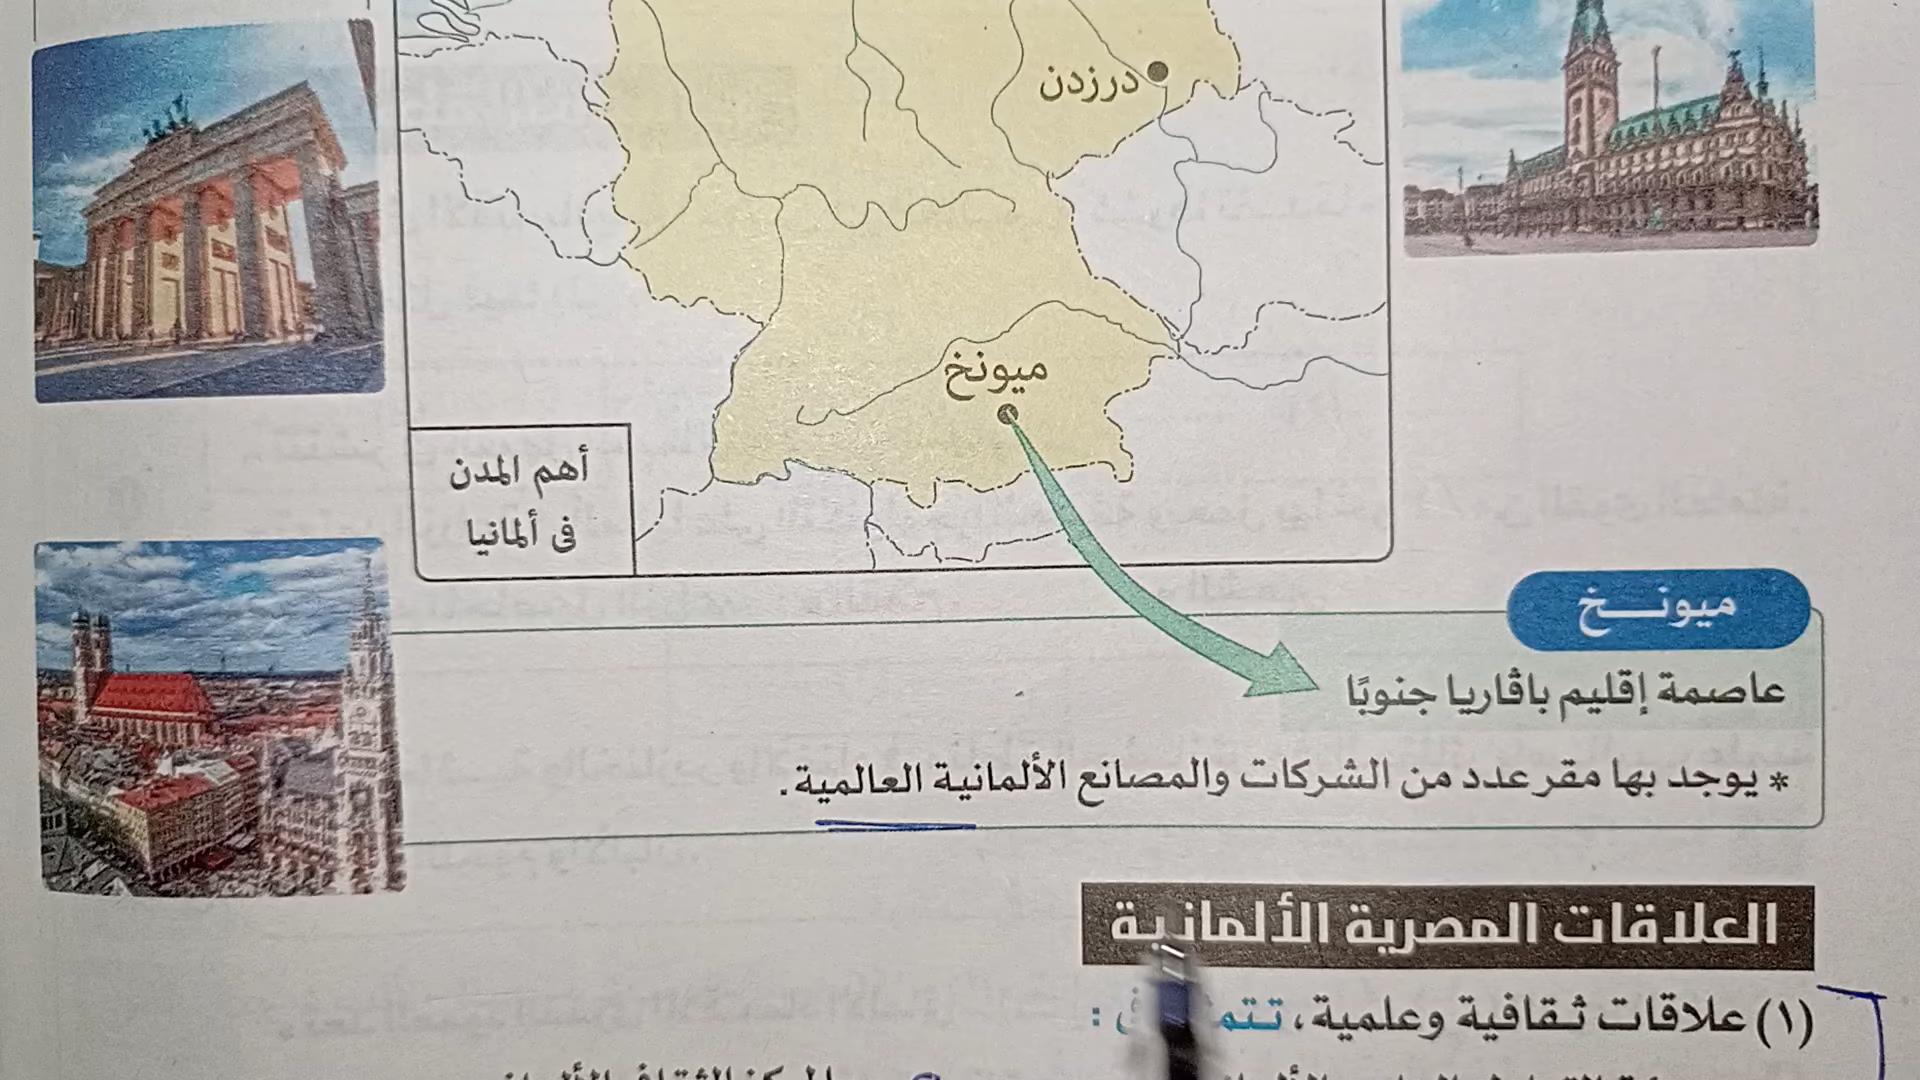 درزدن
ميونخ
أهم المدن
فى ألمانيا
ميونـــخ
عاصمة إقليم باڤاريا جنوبًا
* يوجد بها مقر عدد من الشركات والمصانع الألمانية العالمية.
العلاقات المصرية الألمانية
(١) علاقات ثقافية وعلمية، :